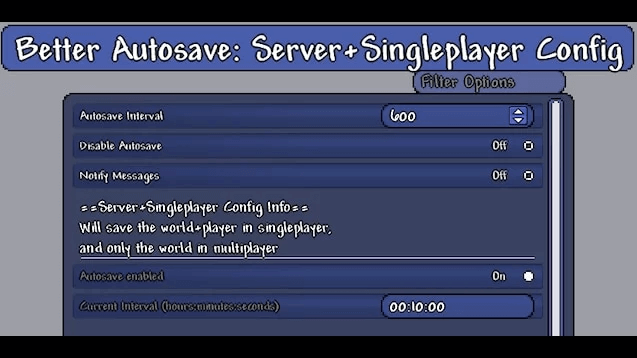 Better Autosave: Server+Singleplayer Config
Filter Options
Autosave Interval 600
Disable Autosave Off
Notify Messages Off
==Server+Singleplayer Config Info==
Will save the world+player in singleplayer,
and only the world in multiplayer
Autosave enabled On
Current Interval (hours:minutes:seconds) 00:10:00